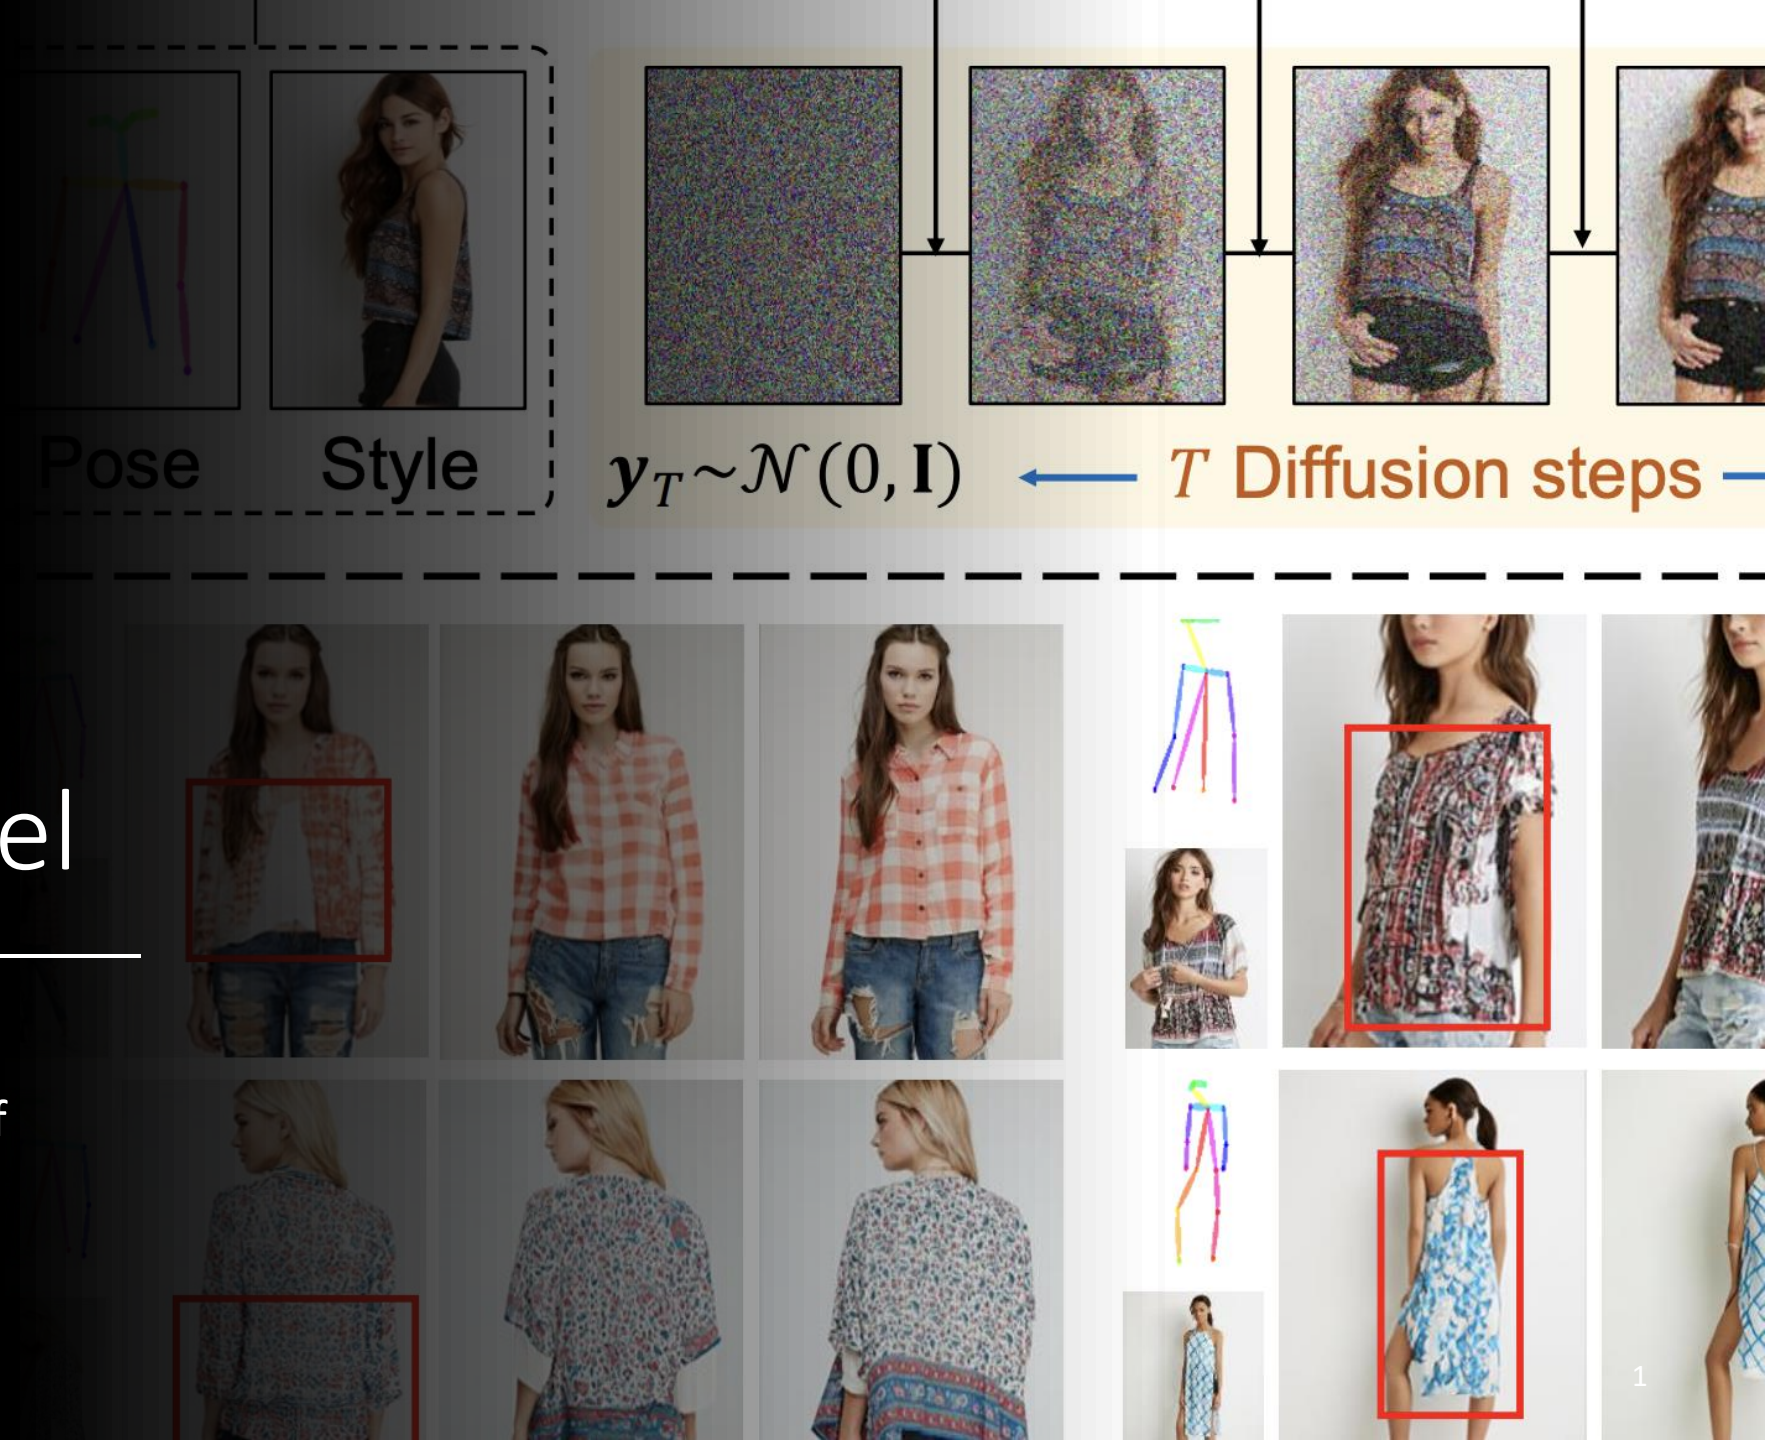 Pose Style
𝒚_T~𝒩(0, 𝐈) T Diffusion steps
el
f
1